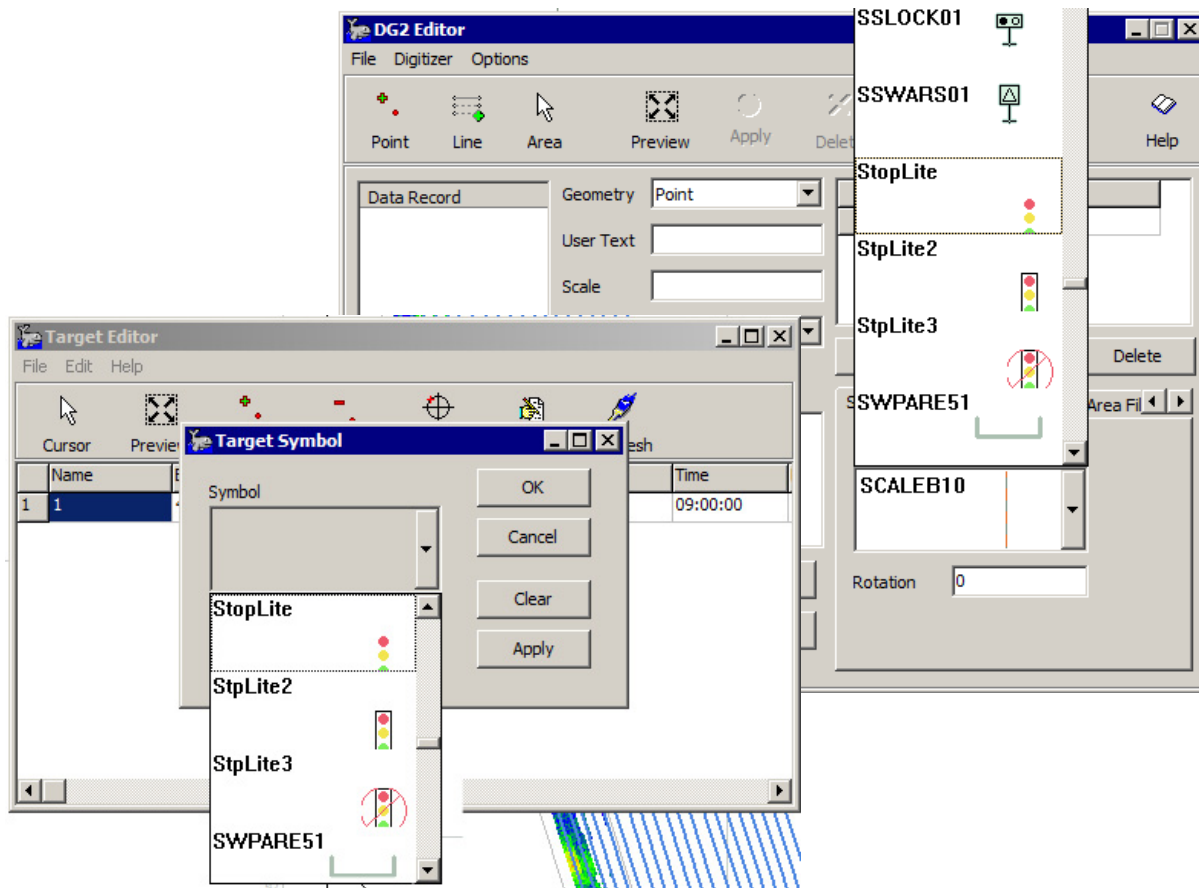 DG2 Editor
File Digitizer Options
Point Line Area Preview Apply Help
Data Record
Geometry Point
User Text
Scale
Delete
Area Fil
SSLOCK01
SSWARS01
StopLite
StpLite2
StpLite3
SWPARE51
SCALEB10
Rotation 0
Target Editor
File Edit Help
Cursor
Name Time
1 1 09:00:00
Target Symbol
Symbol
OK
Cancel
Clear
Apply
StopLite
StpLite2
StpLite3
SWPARE51